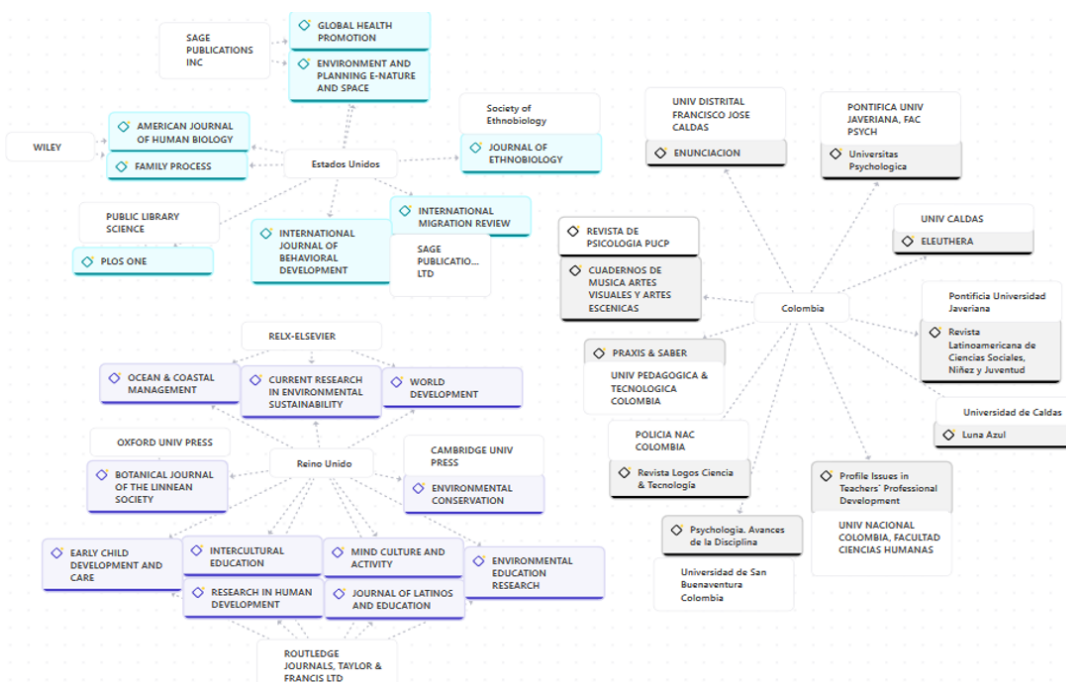 SAGE
PUBLICATIONS
INC
GLOBAL HEALTH
PROMOTION
ENVIRONMENT AND
PLANNING E-NATURE
AND SPACE
WILEY
AMERICAN JOURNAL
OF HUMAN BIOLOGY
FAMILY PROCESS
Estados Unidos
Society of
Ethnobiology
JOURNAL OF
ETHNOBIOLOGY
PUBLIC LIBRARY
SCIENCE
PLOS ONE
INTERNATIONAL
JOURNAL OF
BEHAVIORAL
DEVELOPMENT
INTERNATIONAL
MIGRATION REVIEW
SAGE
PUBLICATIO...
LTD
RELX-ELSEVIER
OCEAN & COASTAL
MANAGEMENT
CURRENT RESEARCH
IN ENVIRONMENTAL
SUSTAINABILITY
WORLD
DEVELOPMENT
OXFORD UNIV PRESS
BOTANICAL JOURNAL
OF THE LINNEAN
SOCIETY
Reino Unido
CAMBRIDGE UNIV
PRESS
ENVIRONMENTAL
CONSERVATION
EARLY CHILD
DEVELOPMENT AND
CARE
INTERCULTURAL
EDUCATION
MIND CULTURE AND
ACTIVITY
ENVIRONMENTAL
EDUCATION
RESEARCH
RESEARCH IN HUMAN
DEVELOPMENT
JOURNAL OF LATINOS
AND EDUCATION
ROUTLEDGE
JOURNALS, TAYLOR &
FRANCIS LTD
UNIV DISTRITAL
FRANCISCO JOSE
CALDAS
ENUNCIACION
PONTIFICA UNIV
JAVERIANA, FAC
PSYCH
Universitas
Psychologica
REVISTA DE
PSICOLOGIA PUCP
CUADERNOS DE
MUSICA ARTES
VISUALES Y ARTES
ESCENICAS
UNIV CALDAS
ELEUTHERA
Colombia
Pontificia Universidad
Javeriana
Revista
Latinoamericana de
Ciencias Sociales,
Niñez y Juventud
PRAXIS & SABER
UNIV PEDAGOGICA &
TECNOLOGICA
COLOMBIA
Universidad de Caldas
Luna Azul
POLICIA NAC
COLOMBIA
Revista Logos Ciencia
& Tecnología
Profile Issues in
Teachers' Professional
Development
UNIV NACIONAL
COLOMBIA, FACULTAD
CIENCIAS HUMANAS
Psychologia. Avances
de la Disciplina
Universidad de San
Buenaventura
Colombia